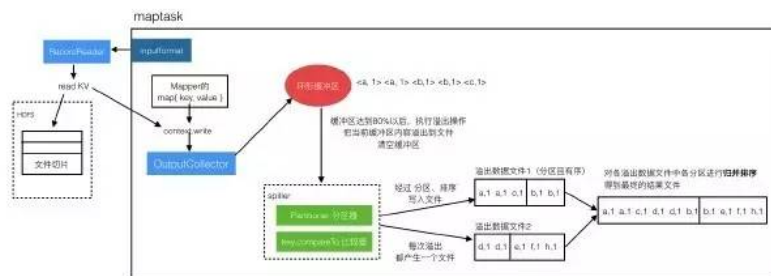 maptask
RecordReader
inputformat
read KV
HDFS
文件切片
Mapper的
map( key, value )
context.write
OutputCollector
环形缓冲区
<a, 1> <a, 1> <b,1> <b,1> <c,1>
缓冲区达到80%以后，执行溢出操作
把当前缓冲区内容溢出到文件
清空缓冲区
spiller
Partitioner 分区器
key.compareTo 比较器
经过 分区、排序
写入文件
每次溢出
都产生一个文件
溢出数据文件1（分区且有序）
a,1 a,1 c,1 b,1 b,1
溢出数据文件2
d,1 d,1 e,1 f,1 h,1
对各溢出数据文件中各分区进行归并排序
得到最终的结果文件
a,1 a,1 c,1 d,1 d,1 b,1 b,1 e,1 f,1 h,1